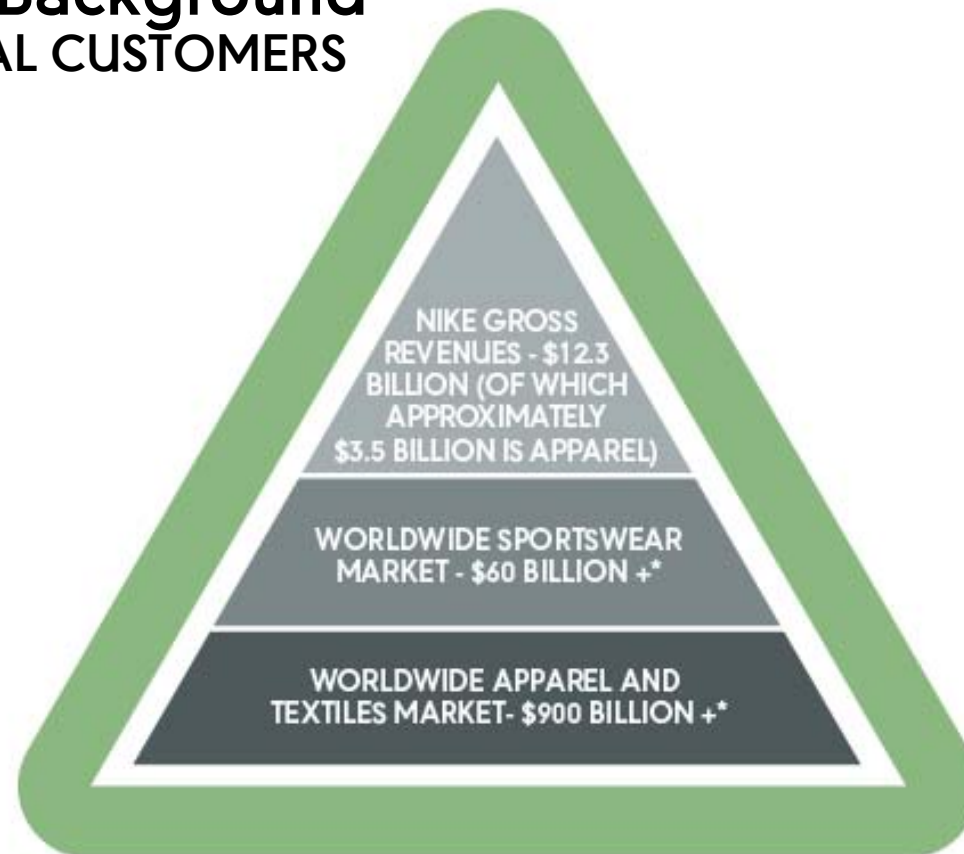 Background
CUSTOMERS
NIKE GROSS
REVENUES - $12.3
BILLION (OF WHICH
APPROXIMATELY
$3.5 BILLION IS APPAREL)
WORLDWIDE SPORTSWEAR
MARKET - $60 BILLION +*
WORLDWIDE APPAREL AND
TEXTILES MARKET- $900 BILLION +*